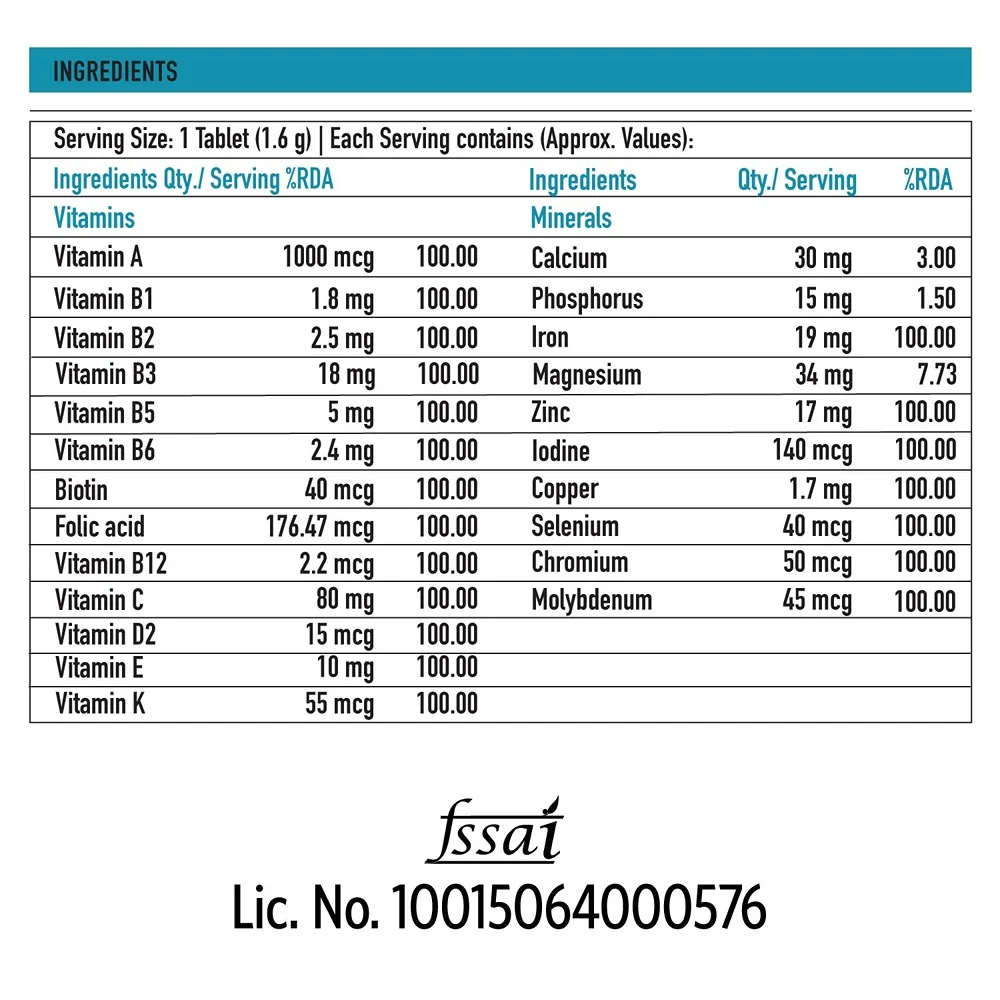 INGREDIENTS
Serving Size: 1 Tablet (1.6 g) | Each Serving contains (Approx. Values):
Ingredients Qty./ Serving %RDA Ingredients Qty./ Serving %RDA
Vitamins Minerals
Vitamin A 1000 mcg 100.00 Calcium 30 mg 3.00
Vitamin B1 1.8 mg 100.00 Phosphorus 15 mg 1.50
Vitamin B2 2.5 mg 100.00 Iron 19 mg 100.00
Vitamin B3 18 mg 100.00 Magnesium 34 mg 7.73
Vitamin B5 5 mg 100.00 Zinc 17 mg 100.00
Vitamin B6 2.4 mg 100.00 Iodine 140 mcg 100.00
Biotin 40 mcg 100.00 Copper 1.7 mg 100.00
Folic acid 176.47 mcg 100.00 Selenium 40 mcg 100.00
Vitamin B12 2.2 mcg 100.00 Chromium 50 mcg 100.00
Vitamin C 80 mg 100.00 Molybdenum 45 mcg 100.00
Vitamin D2 15 mcg 100.00
Vitamin E 10 mg 100.00
Vitamin K 55 mcg 100.00
fssai
Lic. No. 10015064000576